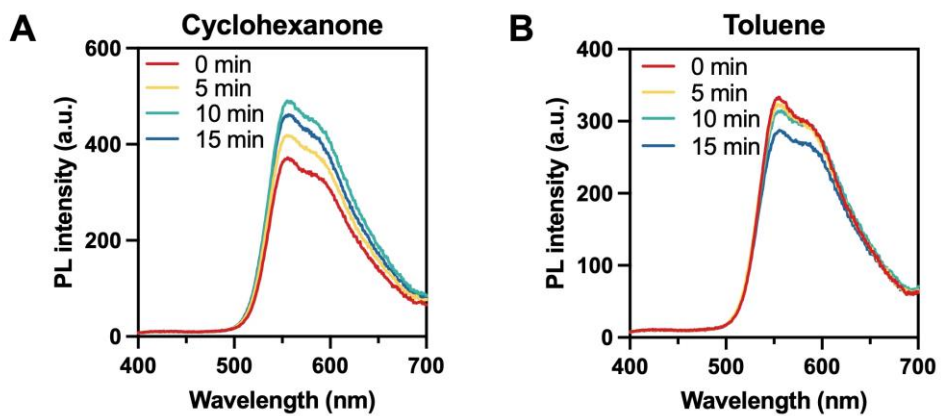 A
Cyclohexanone
600
400
200
0
PL intensity (a.u.)
0 min
5 min
10 min
15 min
400 500 600 700
Wavelength (nm)
B
Toluene
400
300
200
100
0
PL intensity (a.u.)
0 min
5 min
10 min
15 min
400 500 600 700
Wavelength (nm)